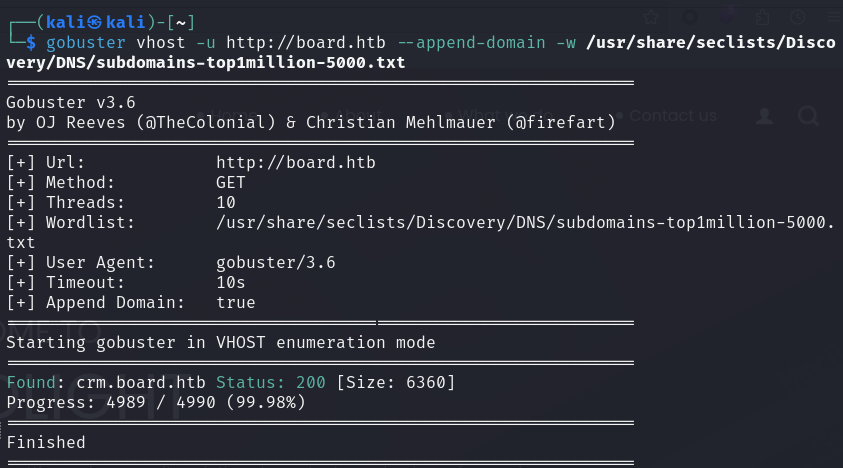 ┌──(kali㉿kali)-[~]
└─$ gobuster vhost -u http://board.htb --append-domain -w /usr/share/seclists/Disco
very/DNS/subdomains-top1million-5000.txt
===============================================================
Gobuster v3.6
by OJ Reeves (@TheColonial) & Christian Mehlmauer (@firefart)
===============================================================
[+] Url:             http://board.htb
[+] Method:          GET
[+] Threads:         10
[+] Wordlist:        /usr/share/seclists/Discovery/DNS/subdomains-top1million-5000.
txt
[+] User Agent:      gobuster/3.6
[+] Timeout:         10s
[+] Append Domain:   true
===============================================================
Starting gobuster in VHOST enumeration mode
===============================================================
Found: crm.board.htb Status: 200 [Size: 6360]
Progress: 4989 / 4990 (99.98%)
===============================================================
Finished
===============================================================
Contact us